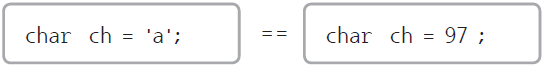 char ch = 'a'; == char ch = 97 ;